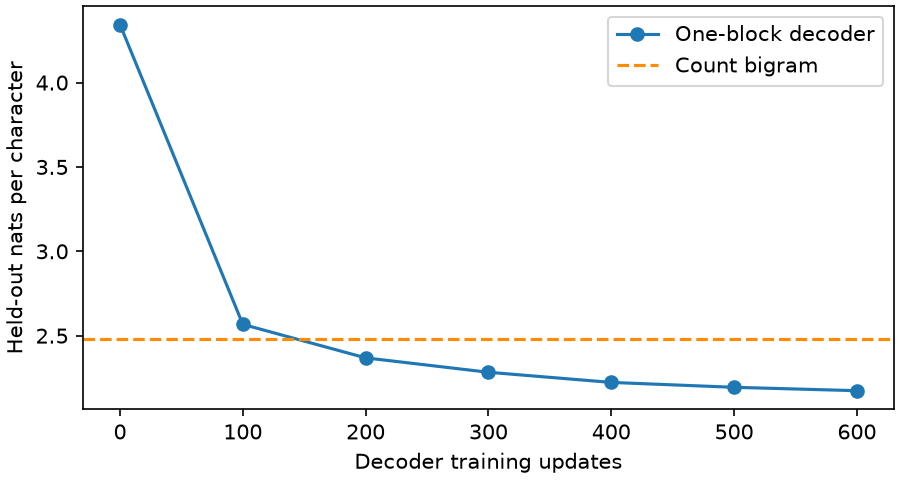 One-block decoder
Count bigram
Held-out nats per character
4.0
3.5
3.0
2.5
0 100 200 300 400 500 600
Decoder training updates